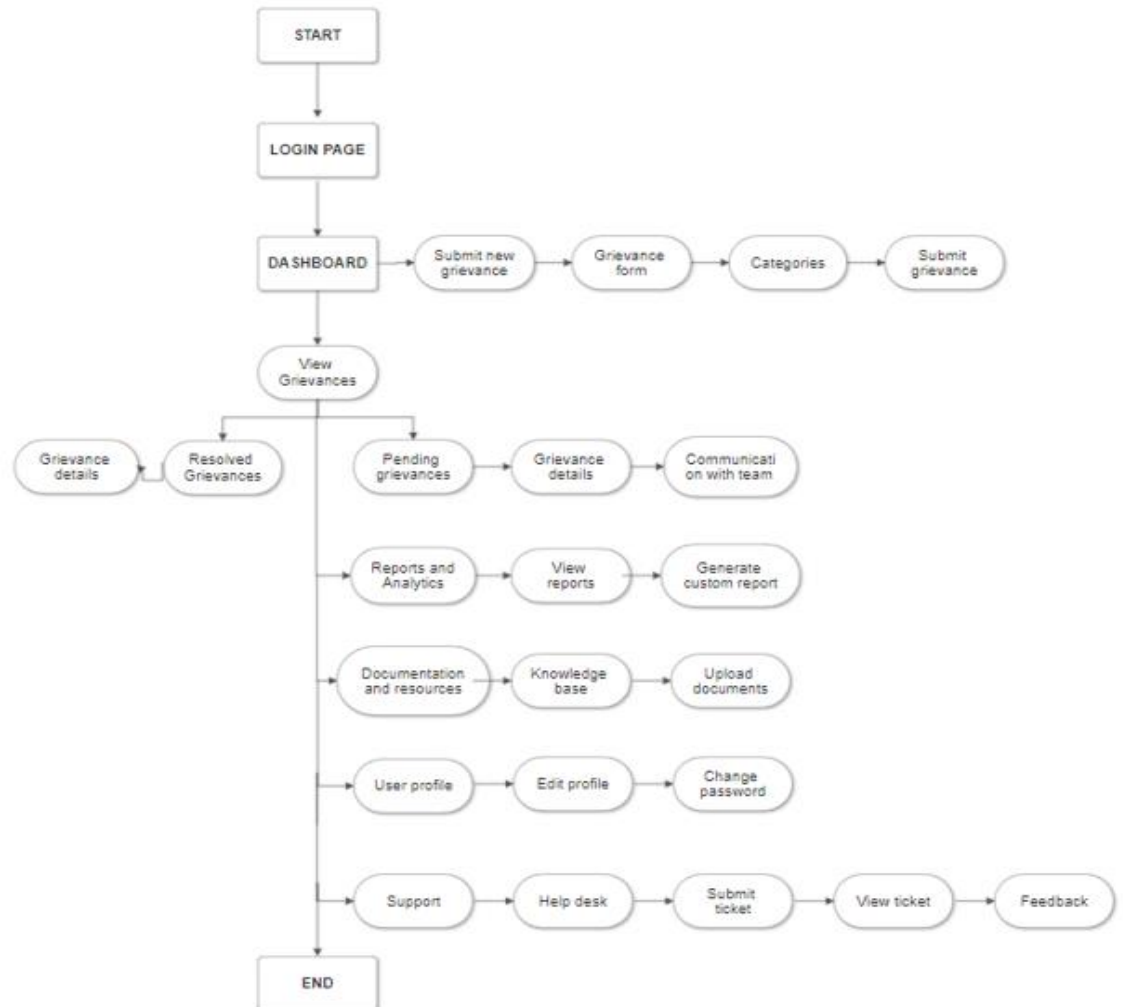 START
LOGIN PAGE
DASHBOARD
Submit new
grievance
Grievance
form
Categories
Submit
grievance
View
Grievances
Grievance
details
Resolved
Grievances
Pending
grievances
Grievance
details
Communicati
on with team
Reports and
Analytics
View
reports
Generate
custom report
Documentation
and resources
Knowledge
base
Upload
documents
User profile
Edit profile
Change
password
Support
Help desk
Submit
ticket
View ticket
Feedback
END